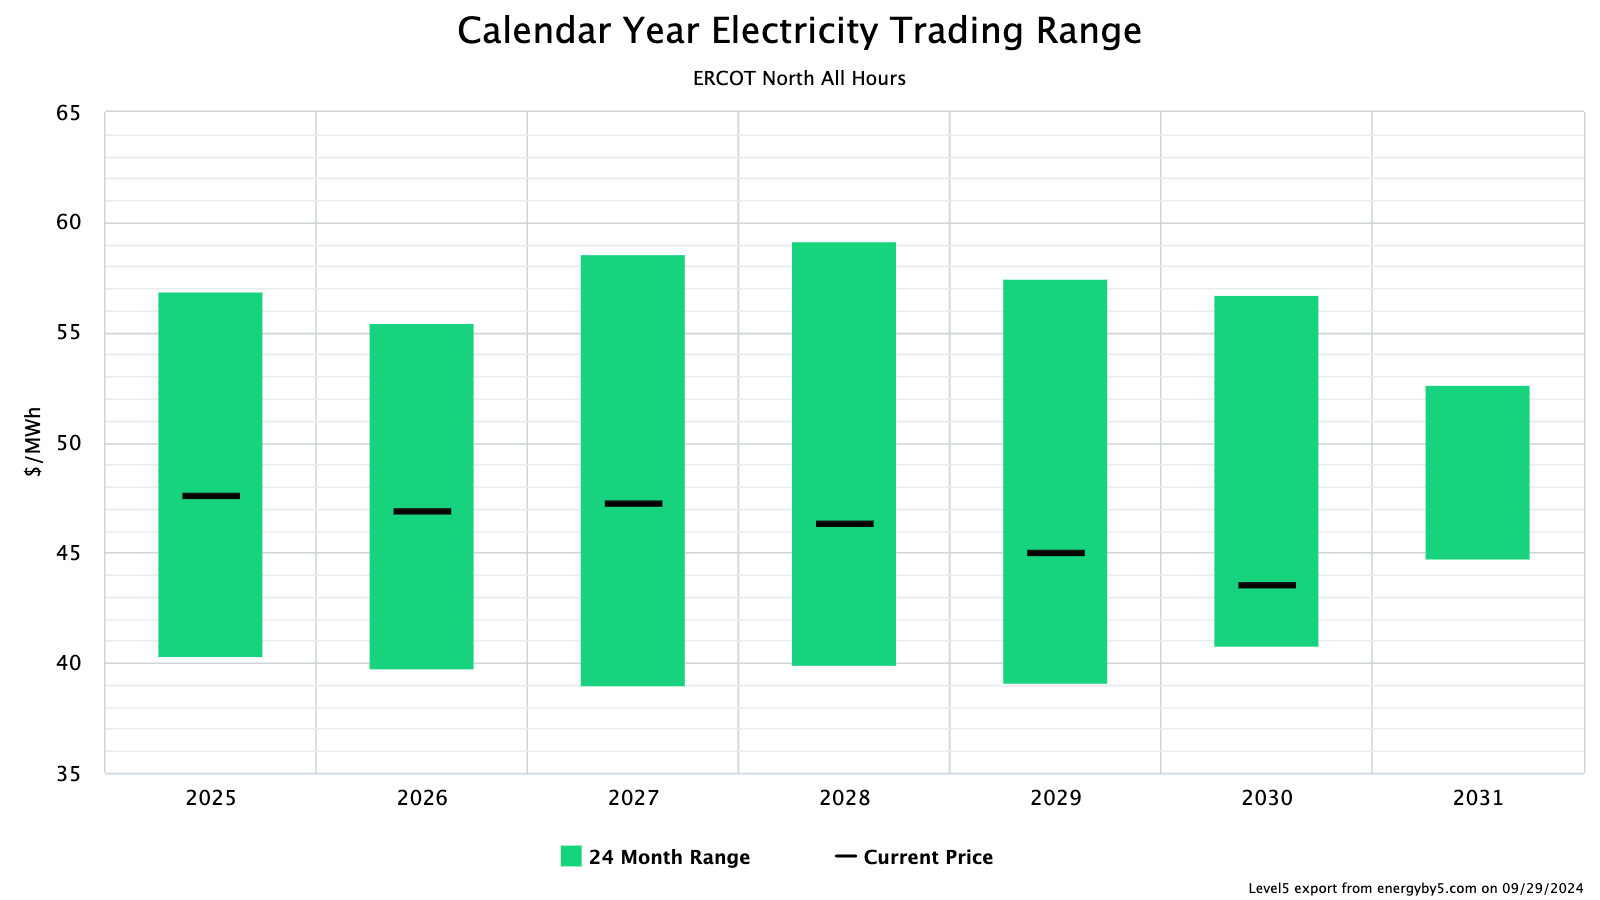 Calendar Year Electricity Trading Range
ERCOT North All Hours
65
60
55
50
45
40
35
$/MWh
2025 2026 2027 2028 2029 2030 2031
24 Month Range Current Price
Level5 export from energyby5.com on 09/29/2024